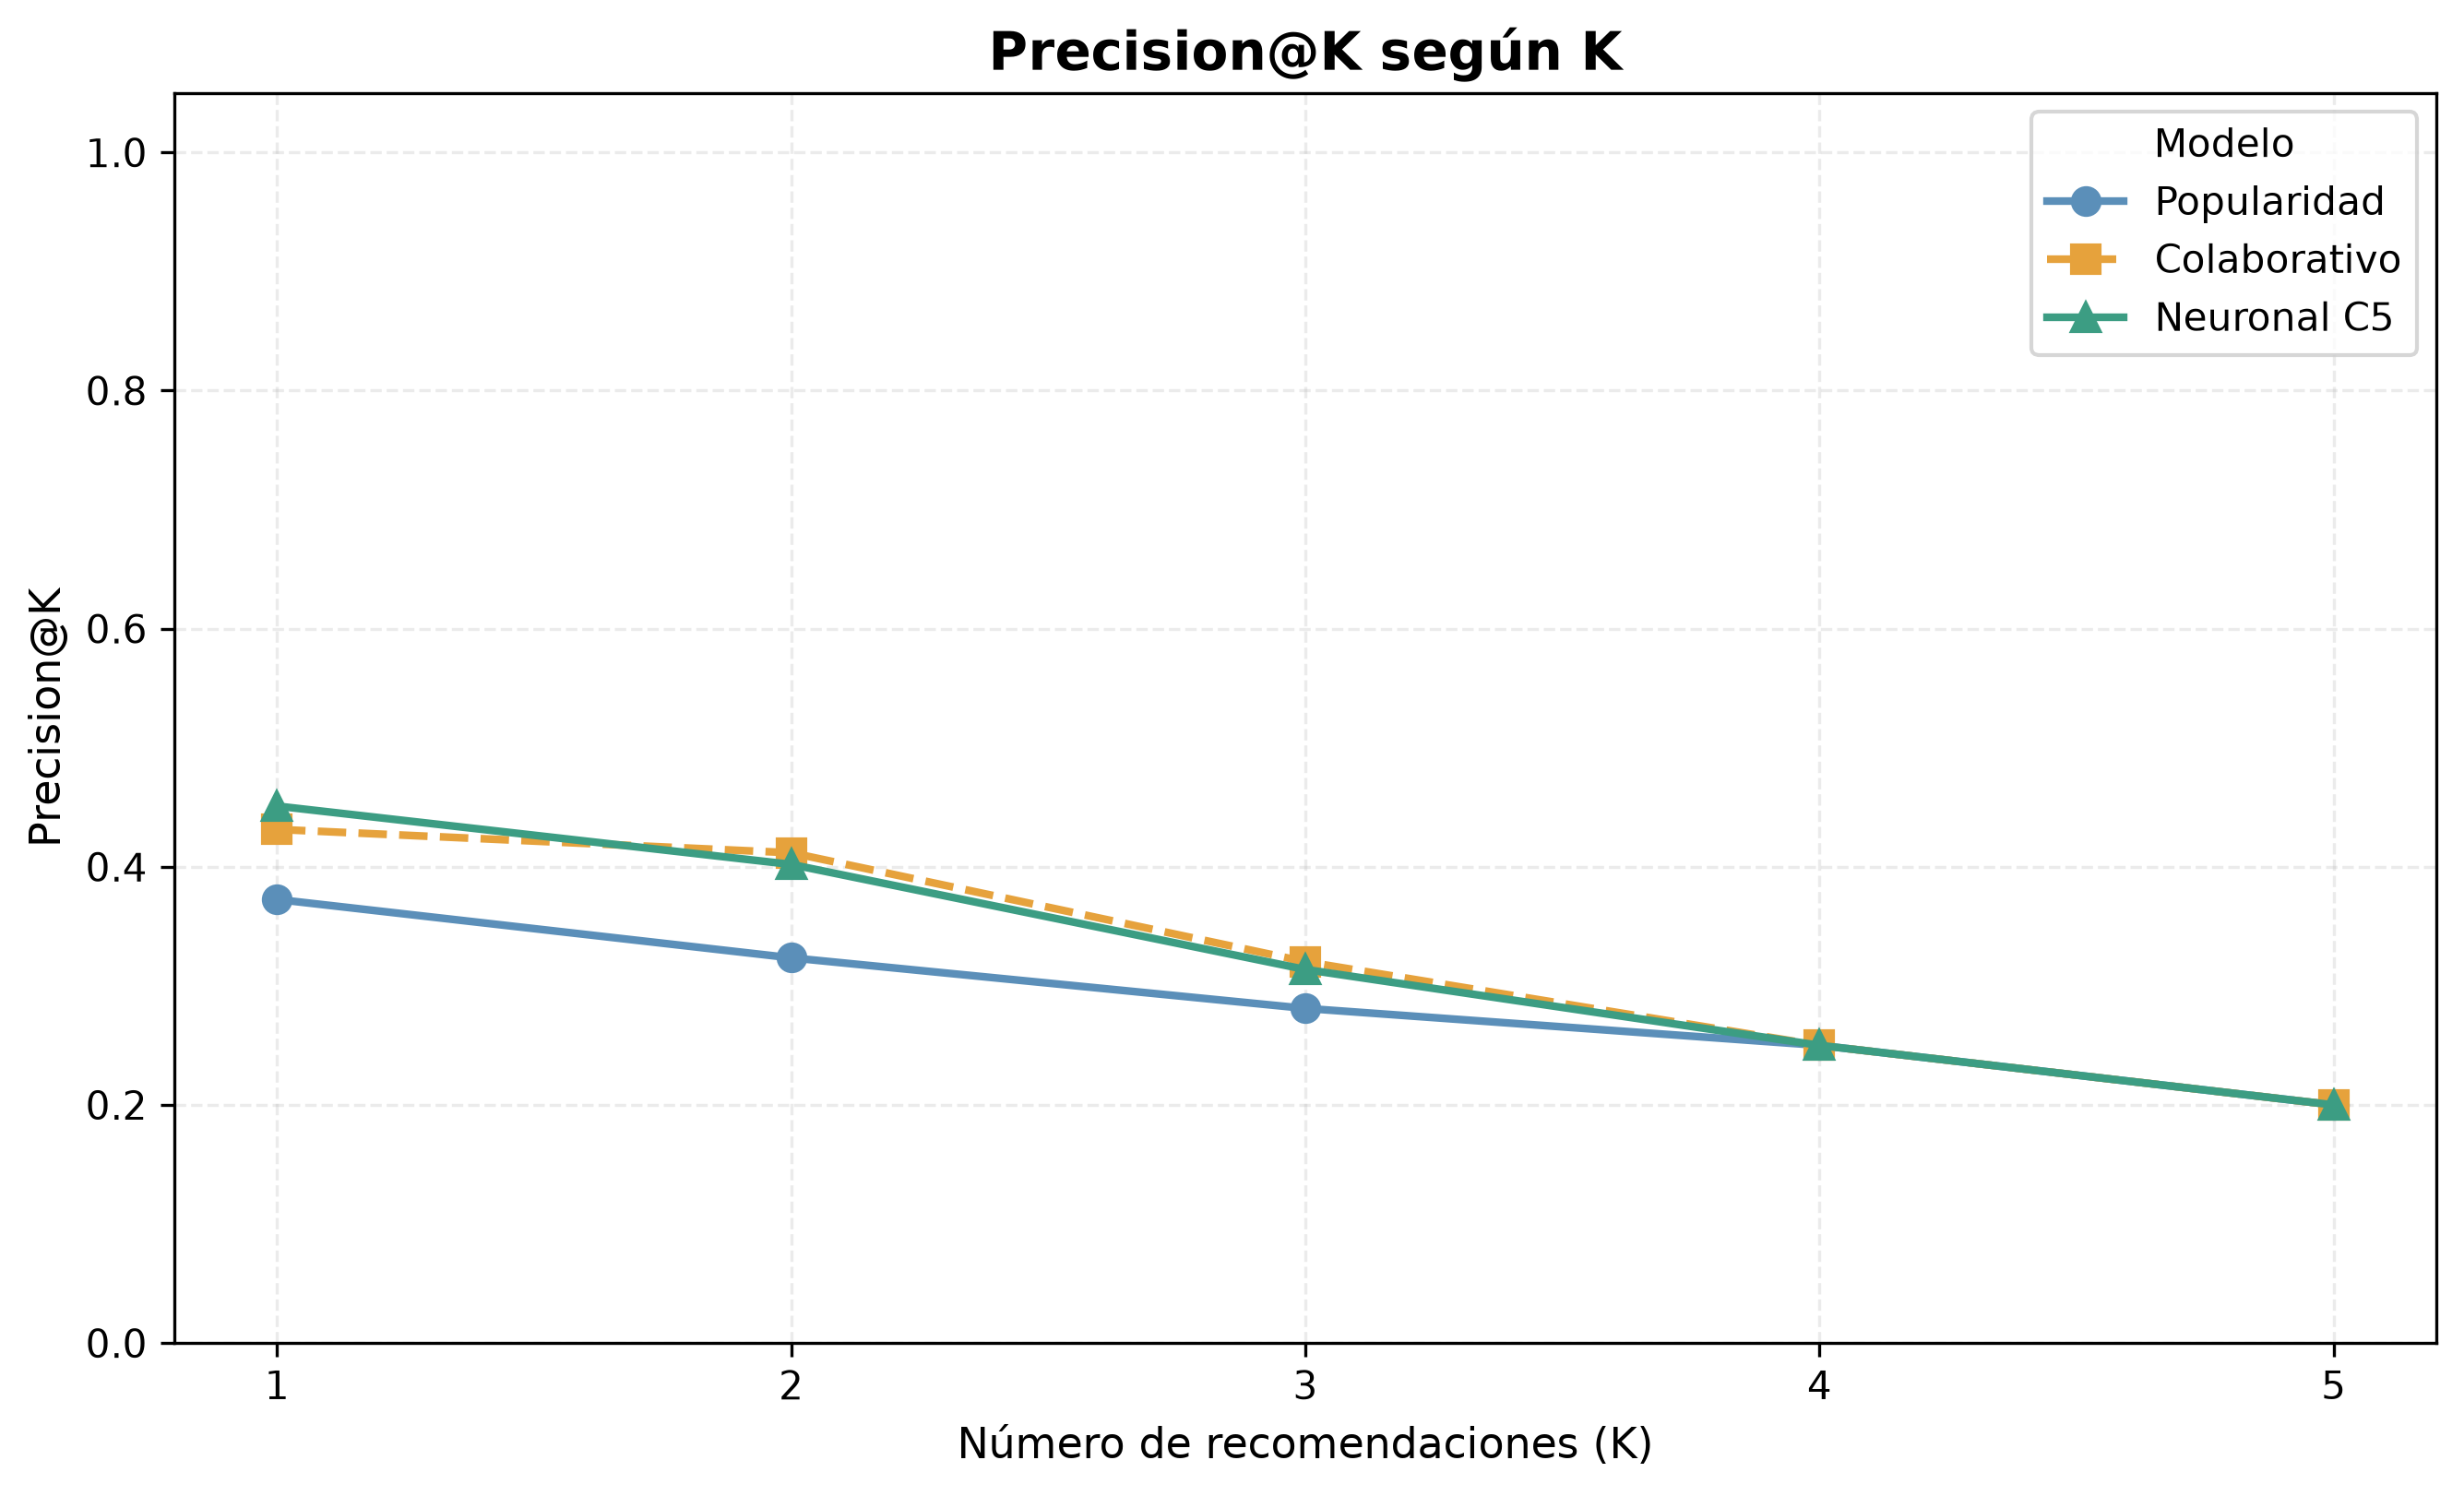 Precision@K según K
Modelo
Popularidad
Colaborativo
Neuronal C5
Precision@K
1.0
0.8
0.6
0.4
0.2
0.0
1 2 3 4 5
Número de recomendaciones (K)